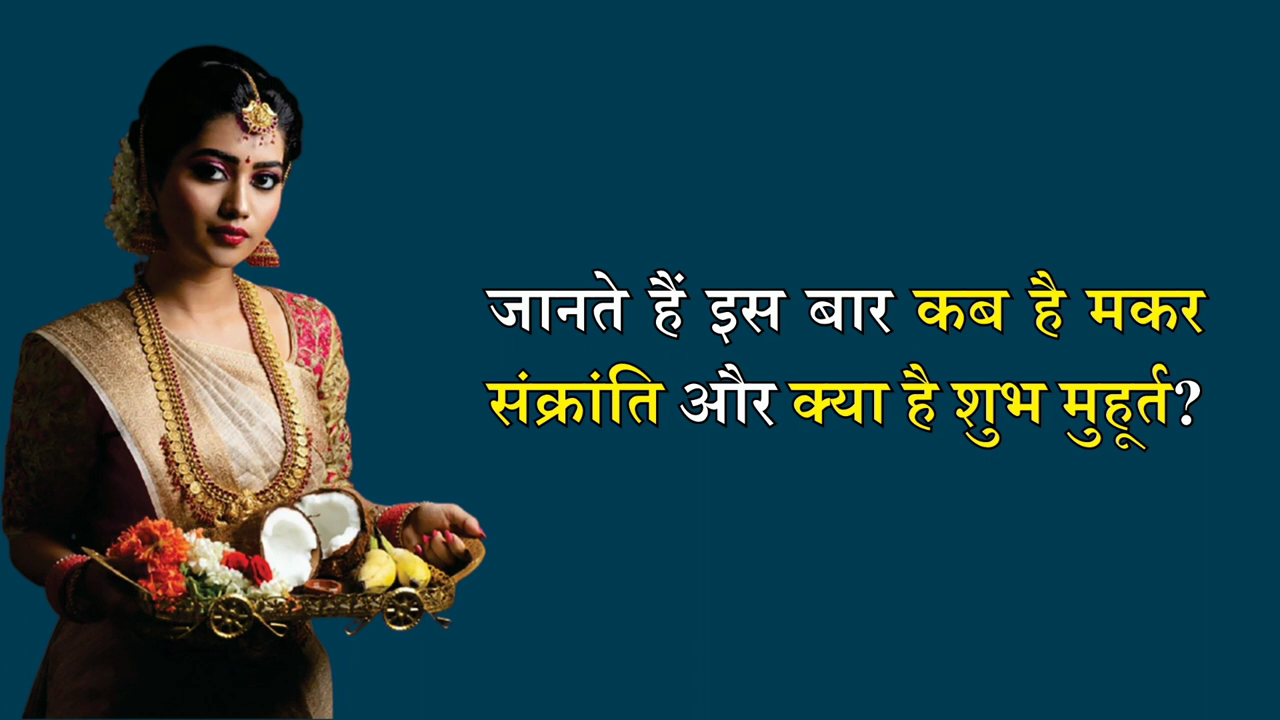 जानते हैं इस बार कब है मकर
संक्रांति और क्या है शुभ मुहूर्त?